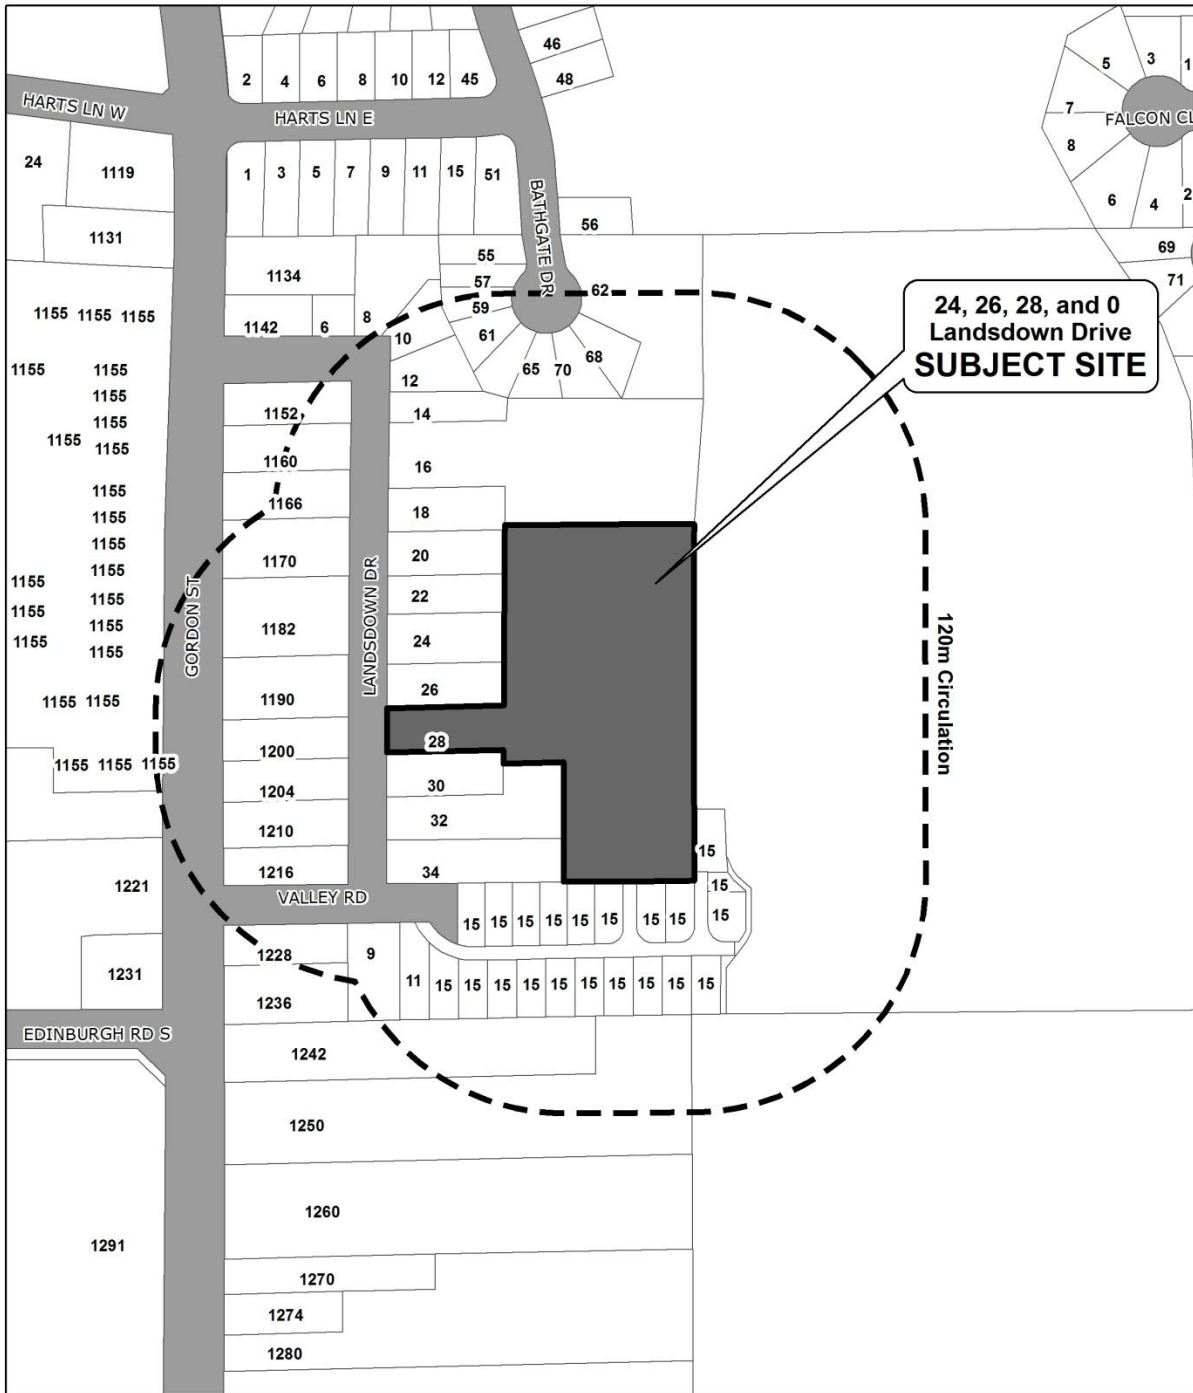 46
48
2 4 6 8 10 12 45
5 3 1
7
8
6 4 2
FALCON CL
HARTS LN W
HARTS LN E
24 1119
1 3 5 7 9 11 15 51
BATHGATE DR
1131
56
69
71
55
57
59
61
62
65 70 68
1134
1142 6 8
10
12
14
1155 1155 1155
1155 1155
1155
1155
1155 1155
1155
1155
1155
1155
1155 1155
1155 1155
1155 1155
1155 1155
1155 1155 1155
24, 26, 28, and 0
Landsdown Drive
SUBJECT SITE
1152
1160
1166
1170
1182
1190
1200
1204
1210
1216
16
18
20
22
24
26
28
30
32
34
GORDON ST
LANDSDOWN DR
120m Circulation
VALLEY RD
15
15
15 15 15 15 15 15 15 15 15
1221
1231
1228
1236
9 11 15 15 15 15 15 15 15 15 15 15
EDINBURGH RD S
1242
1250
1260
1291
1270
1274
1280